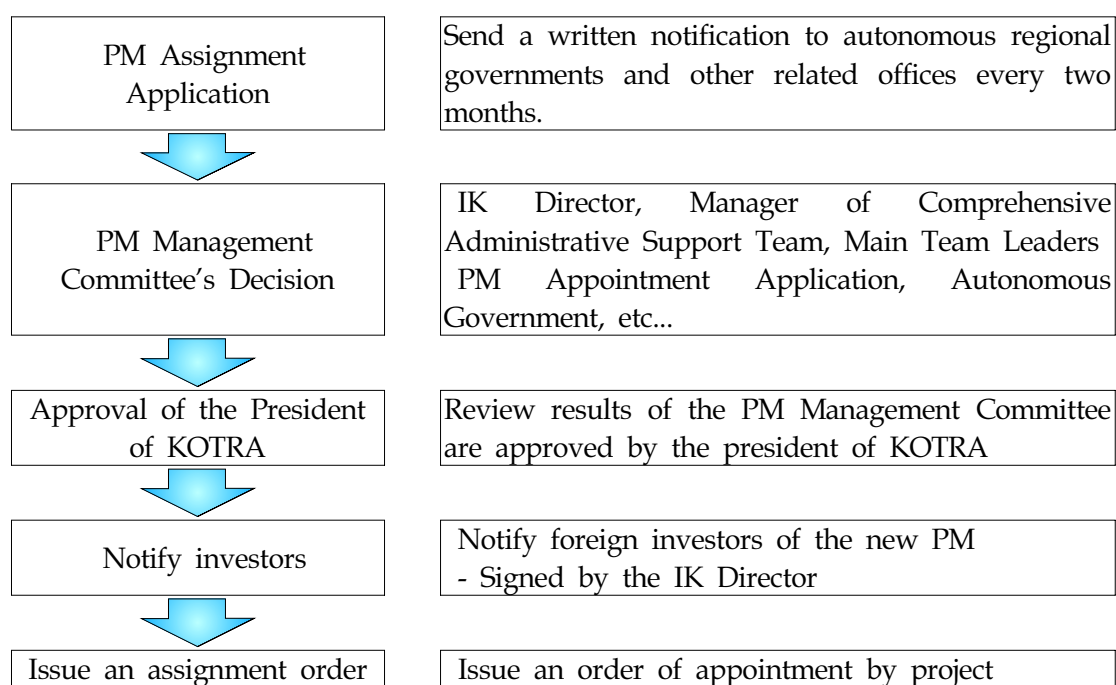 PM Assignment
Application
Send a written notification to autonomous regional
governments and other related offices every two
months.
PM Management
Committee's Decision
IK Director, Manager of Comprehensive
Administrative Support Team, Main Team Leaders
PM Appointment Application, Autonomous
Government, etc...
Approval of the President
of KOTRA
Review results of the PM Management Committee
are approved by the president of KOTRA
Notify investors
Notify foreign investors of the new PM
- Signed by the IK Director
Issue an assignment order
Issue an order of appointment by project